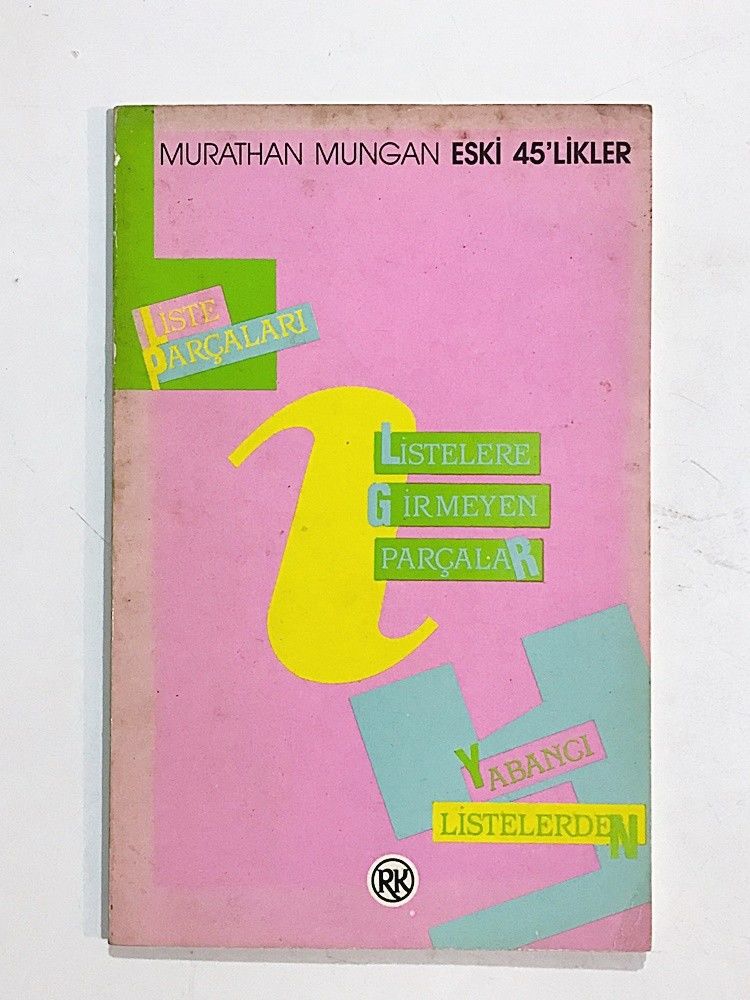 MURATHAN MUNGAN ESKİ 45'LİKLER
LİSTE
PARÇALARI
LİSTELERE
GİRMEYEN
PARÇALAR
YABANCI
LİSTELERDEN
RK